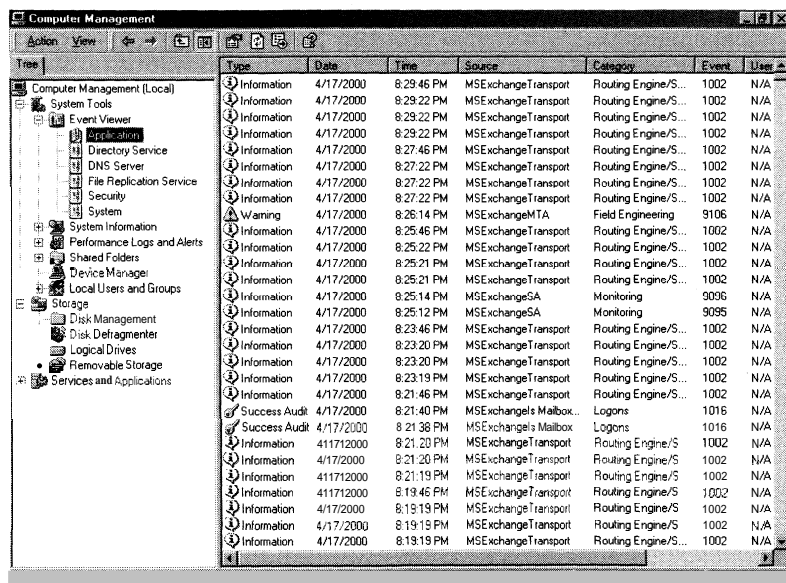 Computer Management
Action View
Tree
Computer Management (Local)
System Tools
Event Viewer
Application
Directory Service
DNS Server
File Replication Service
Security
System
System Information
Performance Logs and Alerts
Shared Folders
Device Manager
Local Users and Groups
Storage
Disk Management
Disk Defragmenter
Logical Drives
Removable Storage
Services and Applications
Type Date Time Source Category Event User
Information 4/17/2000 8:29:46 PM MSExchangeTransport Routing Engine/S... 1002 N/A
Information 4/17/2000 8:29:22 PM MSExchangeTransport Routing Engine/S... 1002 N/A
Information 4/17/2000 8:29:22 PM MSExchangeTransport Routing Engine/S... 1002 N/A
Information 4/17/2000 8:29:22 PM MSExchangeTransport Routing Engine/S... 1002 N/A
Information 4/17/2000 8:27:46 PM MSExchangeTransport Routing Engine/S... 1002 N/A
Information 4/17/2000 8:27:22 PM MSExchangeTransport Routing Engine/S... 1002 N/A
Information 4/17/2000 8:27:22 PM MSExchangeTransport Routing Engine/S... 1002 N/A
Information 4/17/2000 8:27:22 PM MSExchangeTransport Routing Engine/S... 1002 N/A
Warning 4/17/2000 8:26:14 PM MSExchangeMTA Field Engineering 9106 N/A
Information 4/17/2000 8:25:46 PM MSExchangeTransport Routing Engine/S... 1002 N/A
Information 4/17/2000 8:25:22 PM MSExchangeTransport Routing Engine/S... 1002 N/A
Information 4/17/2000 8:25:21 PM MSExchangeTransport Routing Engine/S... 1002 N/A
Information 4/17/2000 8:25:21 PM MSExchangeTransport Routing Engine/S... 1002 N/A
Information 4/17/2000 8:25:14 PM MSExchangeSA Monitoring 9096 N/A
Information 4/17/2000 8:25:12 PM MSExchangeSA Monitoring 9095 N/A
Information 4/17/2000 8:23:46 PM MSExchangeTransport Routing Engine/S... 1002 N/A
Information 4/17/2000 8:23:20 PM MSExchangeTransport Routing Engine/S... 1002 N/A
Information 4/17/2000 8:23:20 PM MSExchangeTransport Routing Engine/S... 1002 N/A
Information 4/17/2000 8:23:19 PM MSExchangeTransport Routing Engine/S... 1002 N/A
Information 4/17/2000 8:21:46 PM MSExchangeTransport Routing Engine/S... 1002 N/A
Success Audit 4/17/2000 8:21:40 PM MSExchangeIs Mailbox... Logons 1016 N/A
Success Audit 4/17/2000 8 21 38 PM MSExchangeIs Mailbox Logons 1016 N/A
Information 411712000 8:21.20 PM MSExchangeTransport Routing Engine/S 1002 N/A
Information 4/17/2000 8:21:20 PM MSExchangeTransport Routing Engine/S 1002 N/A
Information 411712000 8:21:19 PM MSExchangeTransport Routing Engine/S 1002 N/A
Information 411712000 8:19:46 PM MSExchangeTransport Routing Engine/S 1002 N/A
Information 4/17/2000 8:19:19 PM MSExchangeTransport Routing Engine/S 1002 N/A
Information 4/17/2000 8:19:19 PM MSExchangeTransport Routing Engine/S 1002 N/A
Information 4/17/2000 8:19:19 PM MSExchangeTransport Routing Engine/S... 1002 N/A